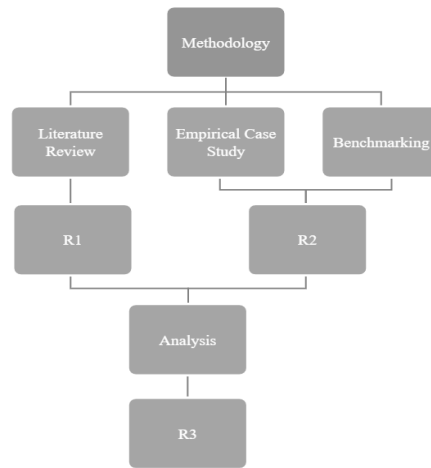 Methodology
Literature
Review
Empirical Case
Study
Benchmarking
R1
R2
Analysis
R3